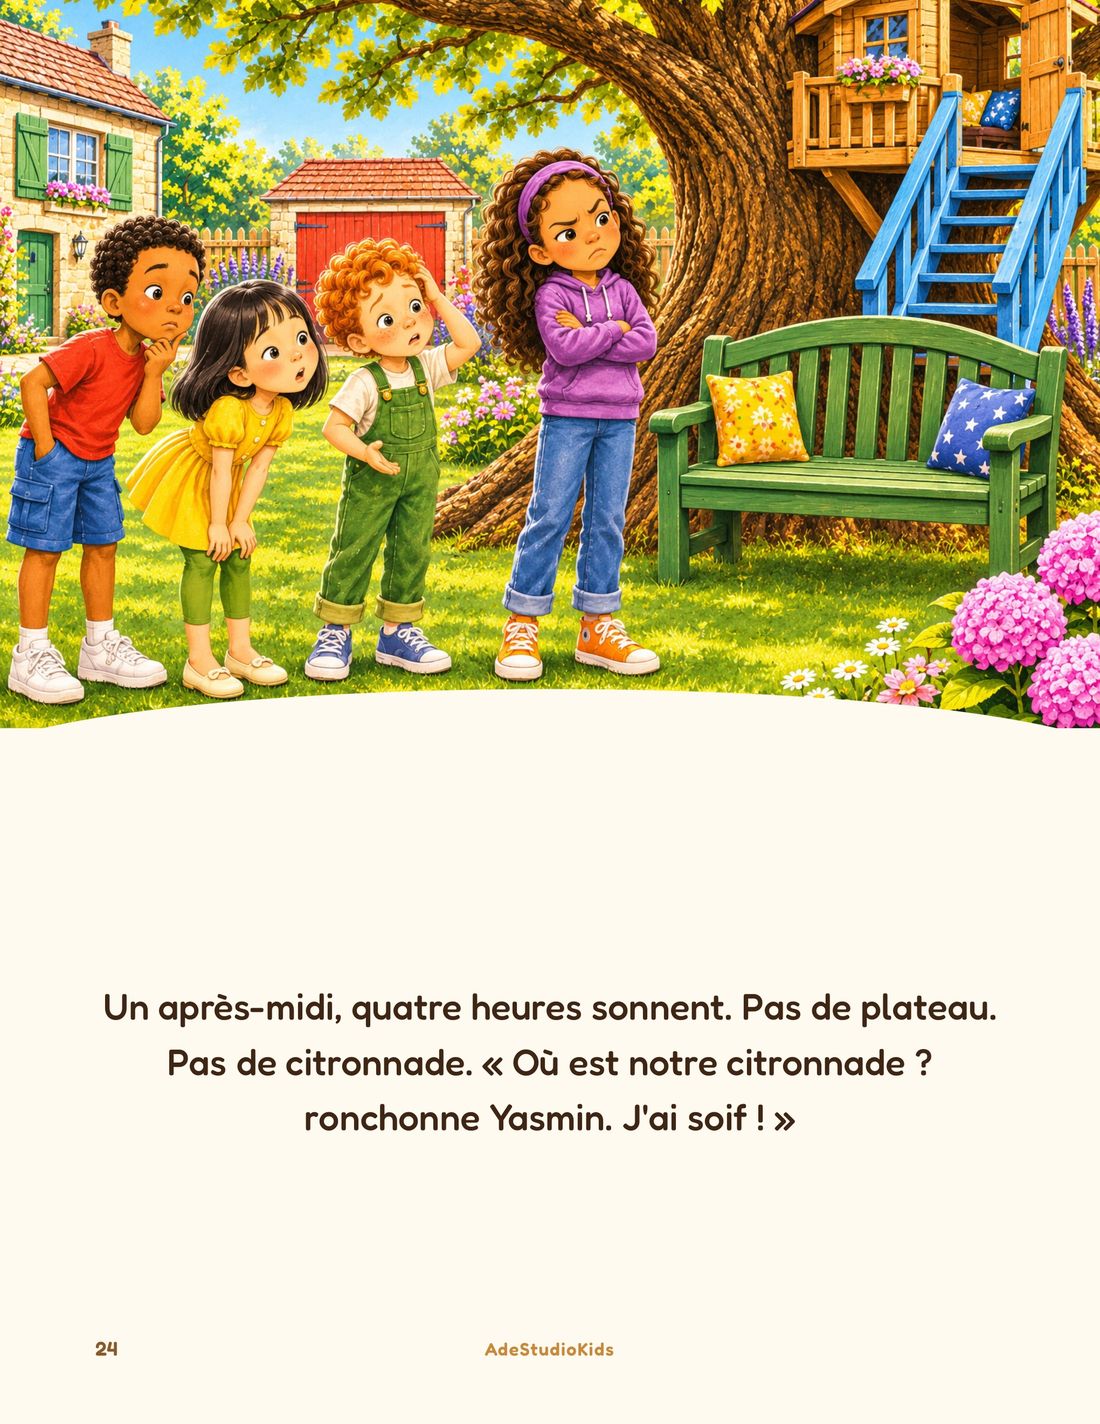 Un après-midi, quatre heures sonnent. Pas de plateau.
Pas de citronnade. « Où est notre citronnade ?
ronchonne Yasmin. J'ai soif ! »
24
AdeStudioKids